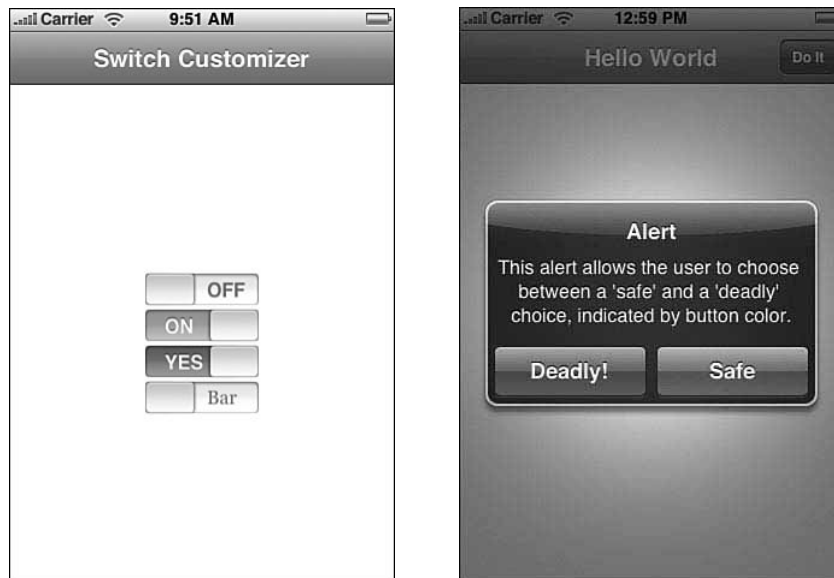 Carrier 9:51 AM
Switch Customizer
OFF
ON
YES
Bar
Carrier 12:59 PM
Hello World Do It
Alert
This alert allows the user to choose
between a 'safe' and a 'deadly'
choice, indicated by button color.
Deadly! Safe